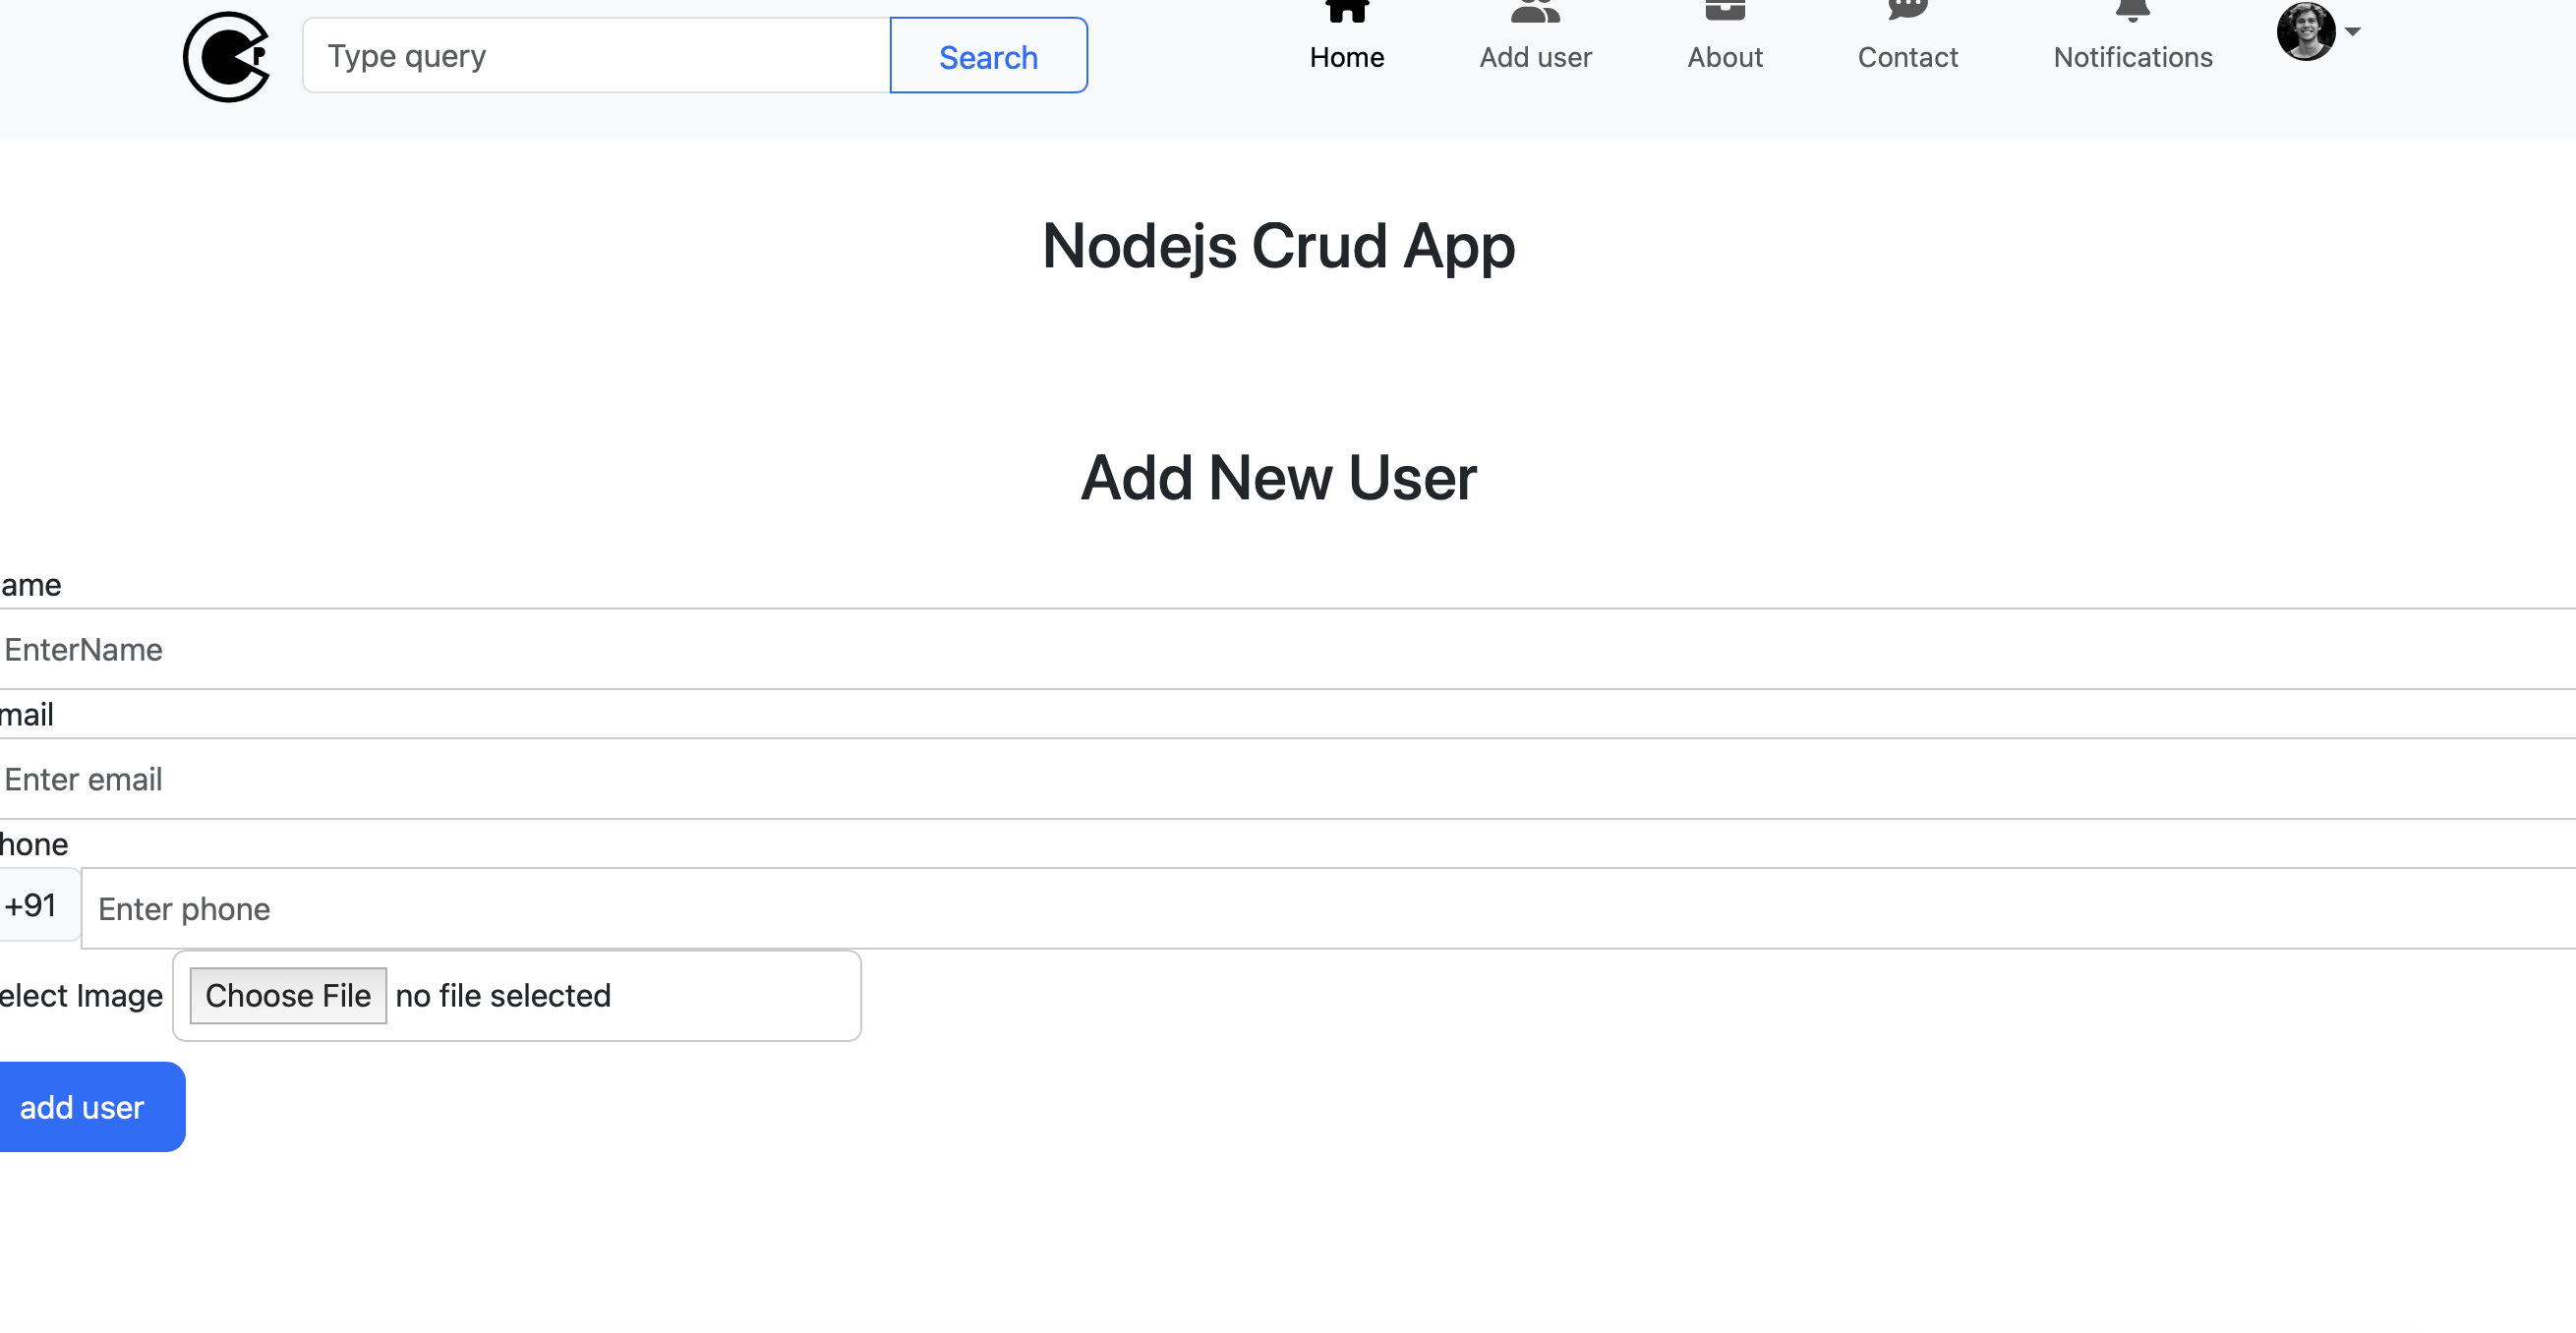 Type query
Search
Home
Add user
About
Contact
Notifications
Nodejs Crud App
Add New User
ame
EnterName
mail
Enter email
hone
+91 Enter phone
elect Image Choose File no file selected
add user